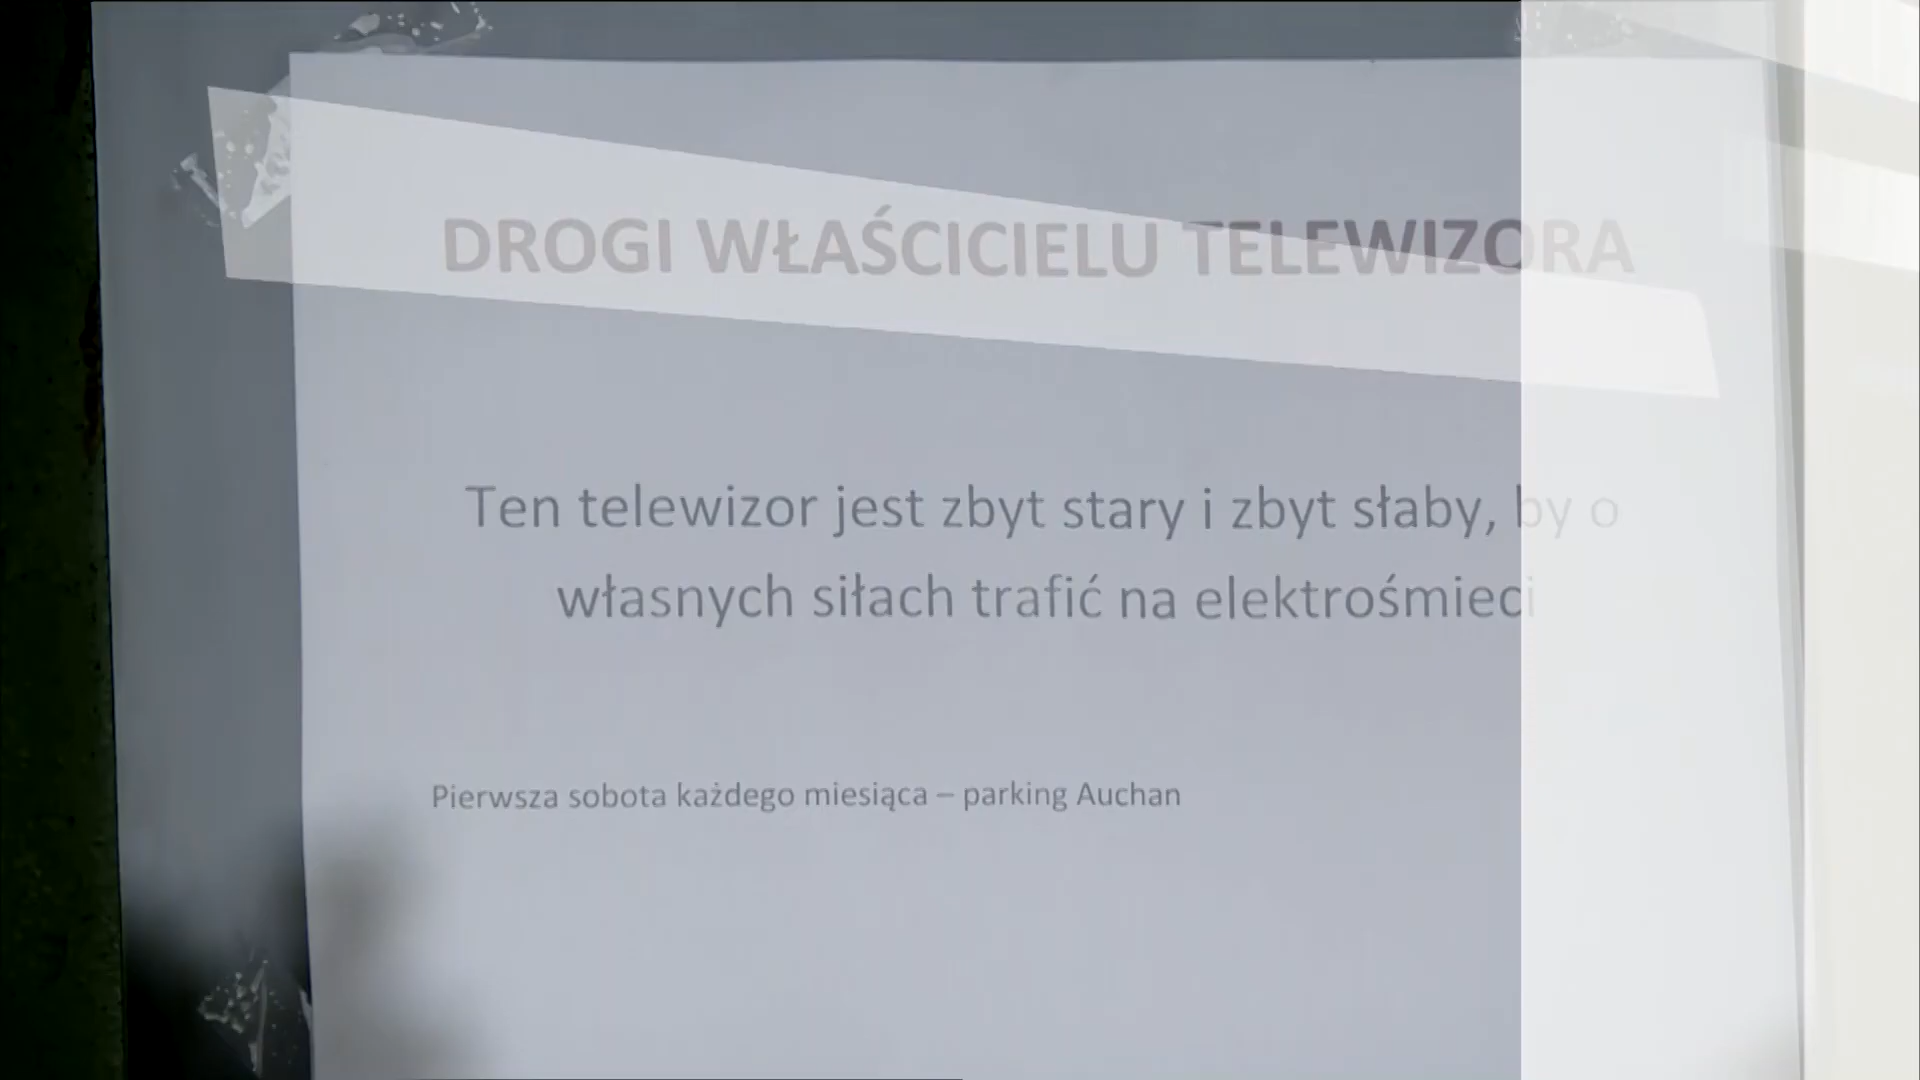 DROGI WŁAŚCICIELU TELEWIZORA
Ten telewizor jest zbyt stary i zbyt słaby, by o
własnych siłach trafić na elektrośmieci
Pierwsza sobota każdego miesiąca – parking Auchan